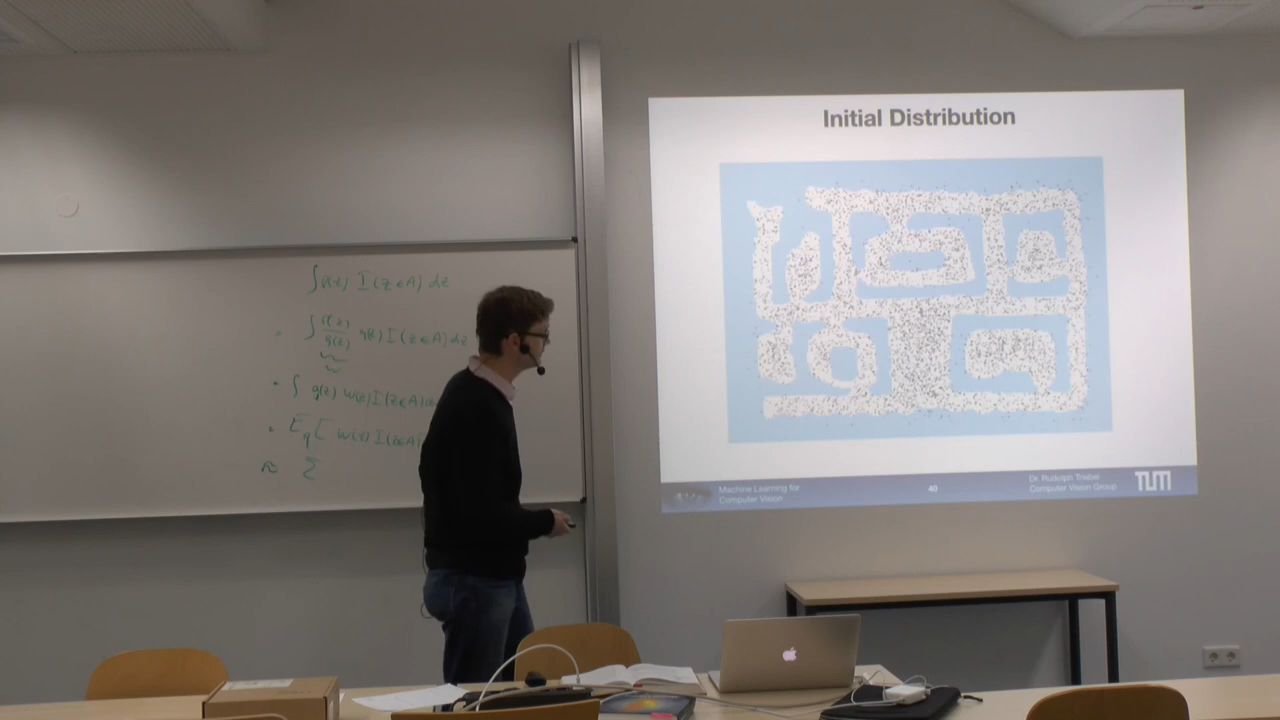 Initial Distribution
∫ p(z) I(z∈A) dz
= ∫ p(z)/q(z) q(z) I(z∈A) dz
= ∫ q(z) w(z) I(z∈A)
= E_q[ w(z) I(z∈A)
≈ Σ
Machine Learning for
Computer Vision
40
Dr. Rudolph Triebel
Computer Vision Group
TUM